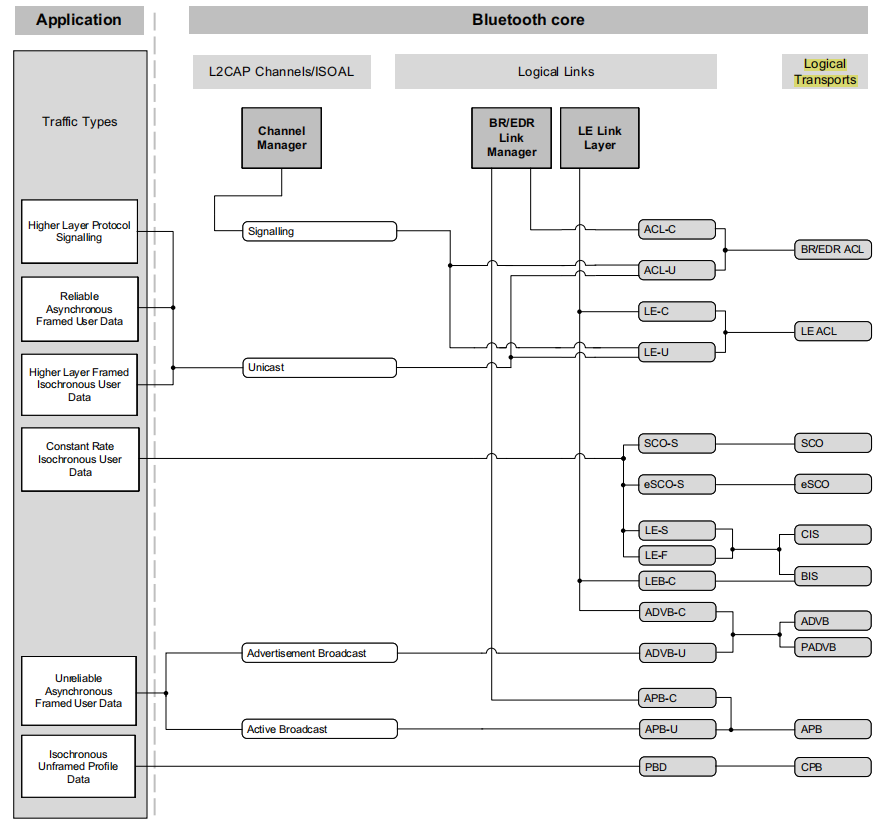 Application
Bluetooth core
L2CAP Channels/ISOAL
Logical Links
Logical
Transports
Traffic Types
Channel
Manager
BR/EDR
Link
Manager
LE Link
Layer
Higher Layer Protocol
Signalling
Signalling
ACL-C
BR/EDR ACL
ACL-U
Reliable
Asynchronous
Framed User Data
LE-C
LE ACL
LE-U
Higher Layer Framed
Isochronous User
Data
Unicast
Constant Rate
Isochronous User
Data
SCO-S
SCO
eSCO-S
eSCO
LE-S
CIS
LE-F
LEB-C
BIS
ADVB-C
ADVB
Advertisement Broadcast
ADVB-U
PADVB
Unreliable
Asynchronous
Framed User Data
APB-C
Active Broadcast
APB-U
APB
Isochronous
Unframed Profile
Data
PBD
CPB